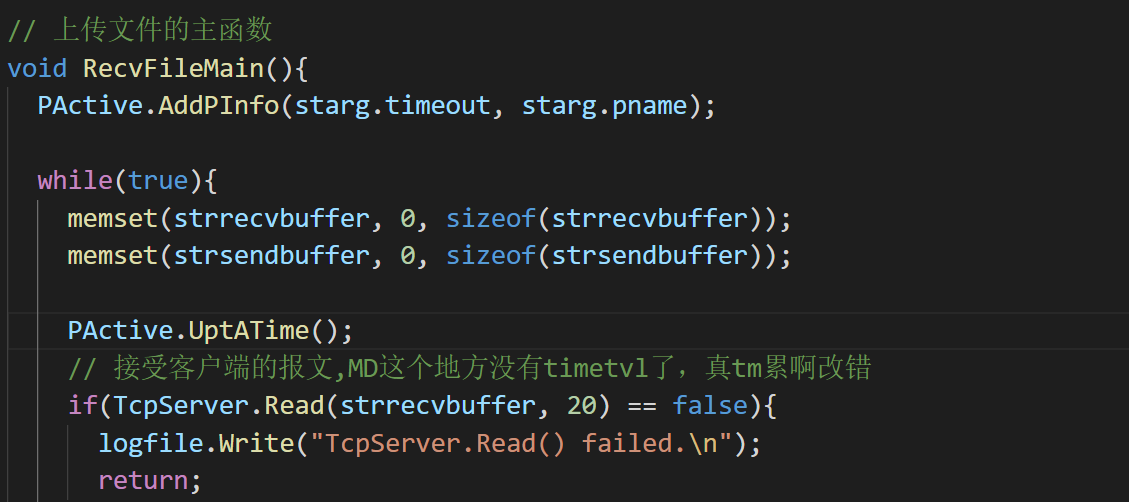 // 上传文件的主函数
void RecvFileMain(){
PActive.AddPInfo(starg.timeout, starg.pname);
while(true){
memset(strrecvbuffer, 0, sizeof(strrecvbuffer));
memset(strsendbuffer, 0, sizeof(strsendbuffer));
PActive.UptATime();
// 接受客户端的报文,MD这个地方没有timetvl了，真tm累啊改错
if(TcpServer.Read(strrecvbuffer, 20) == false){
logfile.Write("TcpServer.Read() failed.\n");
return;